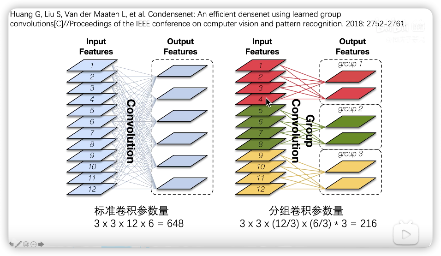 Huang G, Liu S, Van der Maaten L, et al. Condensenet: An efficient densenet using learned group
convolutions[C]//Proceedings of the IEEE conference on computer vision and pattern recognition. 2018: 2752-2761.
Input Features
Output Features
1
2
3
4
5
6
7
8
9
10
11
12
Convolution
标准卷积参数量
3 x 3 x 12 x 6 = 648
Input Features
Output Features
1
2
3
4
5
6
7
8
9
10
11
12
Group Convolution
group 1
group 2
group 3
分组卷积参数量
3 x 3 x (12/3) x (6/3) * 3 = 216